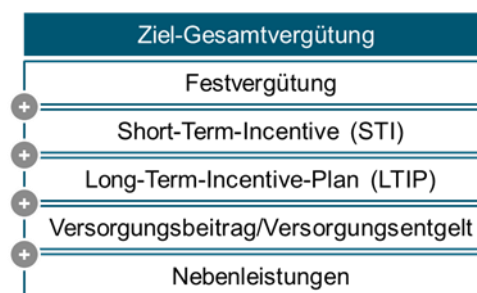 Ziel-Gesamtvergütung
Festvergütung
+
Short-Term-Incentive (STI)
+
Long-Term-Incentive-Plan (LTIP)
+
Versorgungsbeitrag/Versorgungsentgelt
+
Nebenleistungen